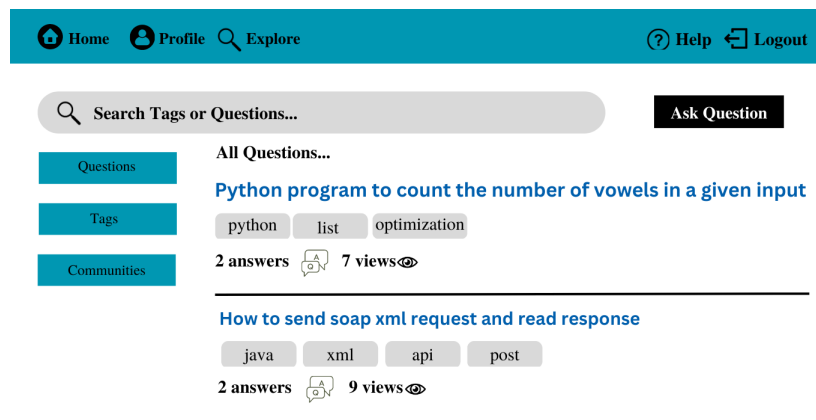 Home Profile Explore Help Logout
Search Tags or Questions... Ask Question
Questions
Tags
Communities
All Questions...
Python program to count the number of vowels in a given input
python list optimization
2 answers Q A 7 views
How to send soap xml request and read response
java xml api post
2 answers Q A 9 views